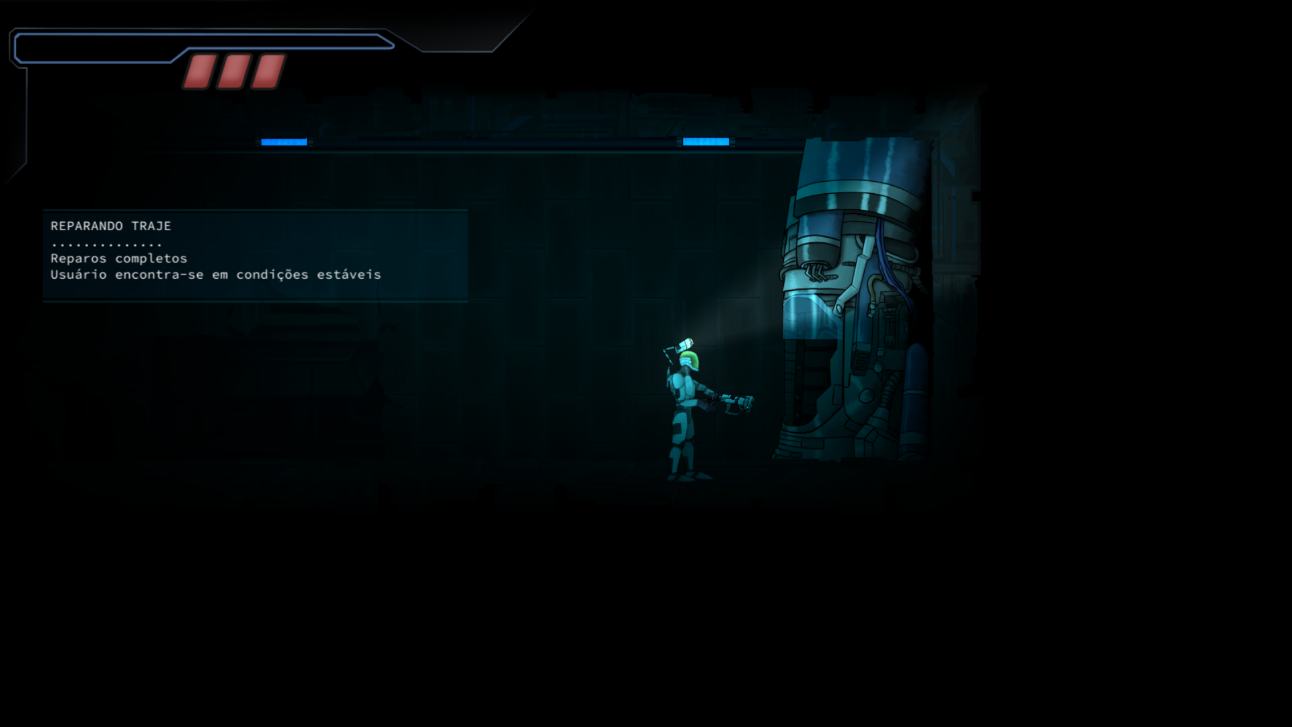 REPARANDO TRAJE
..............
Reparos completos
Usuário encontra-se em condições estáveis